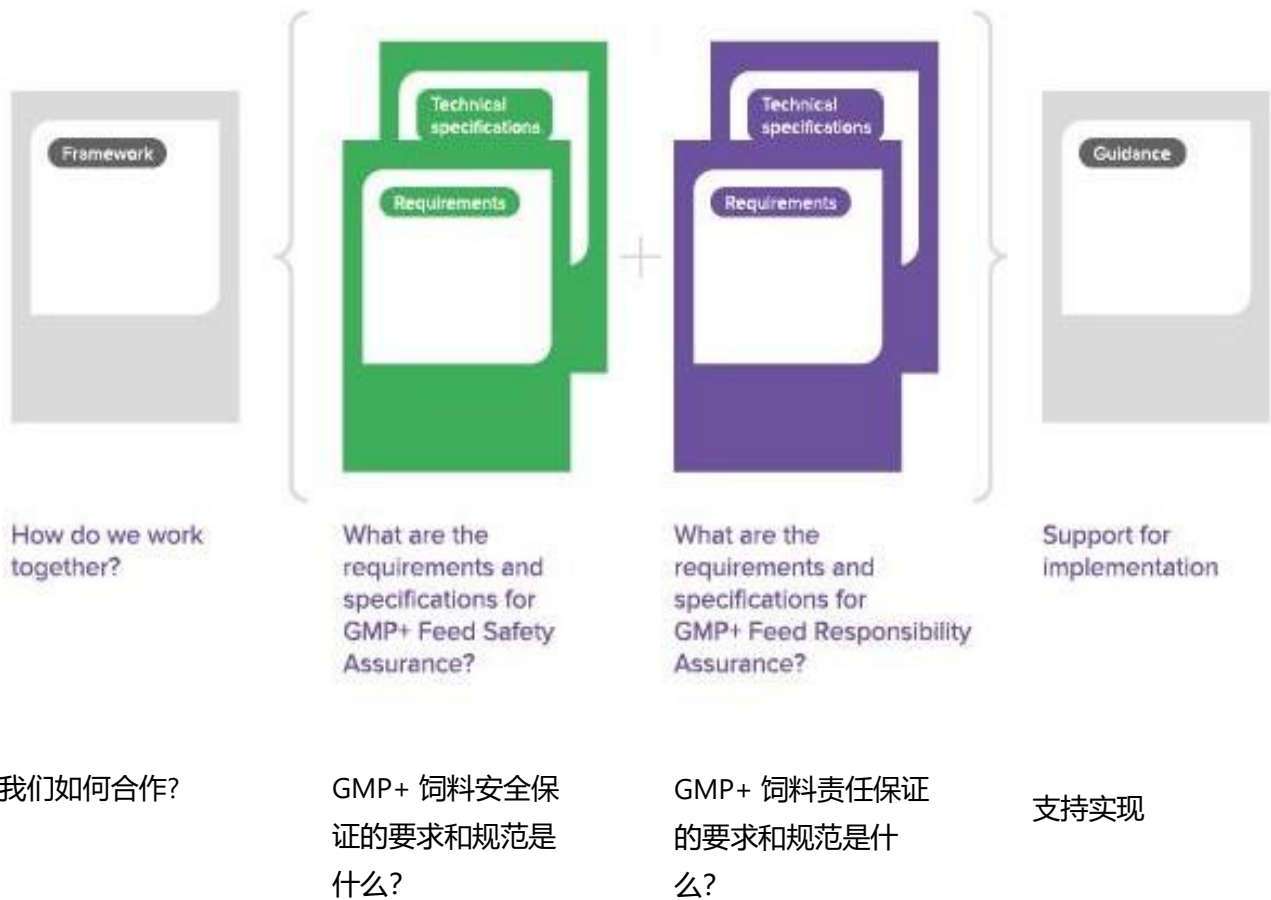 Framework
Technical
specifications
Requirements
Technical
specifications
Requirements
Guidance
How do we work
together?
What are the
requirements and
specifications for
GMP+ Feed Safety
Assurance?
What are the
requirements and
specifications for
GMP+ Feed Responsibility
Assurance?
Support for
implementation
我们如何合作?
GMP+ 饲料安全保
证的要求和规范是
什么?
GMP+ 饲料责任保证
的要求和规范是什
么?
支持实现